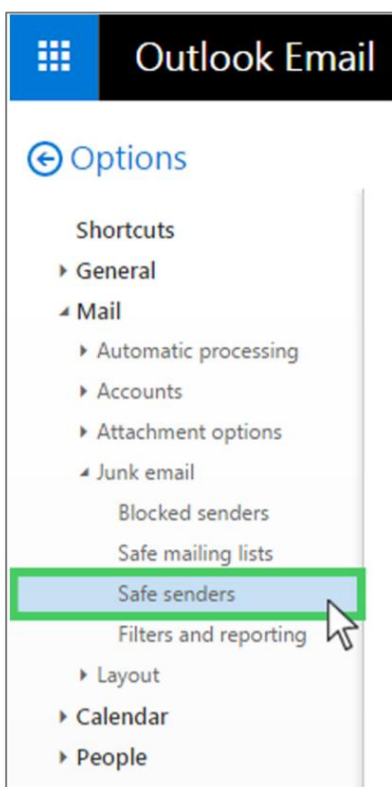 Outlook Email
Options
Shortcuts
General
Mail
Automatic processing
Accounts
Attachment options
Junk email
Blocked senders
Safe mailing lists
Safe senders
Filters and reporting
Layout
Calendar
People